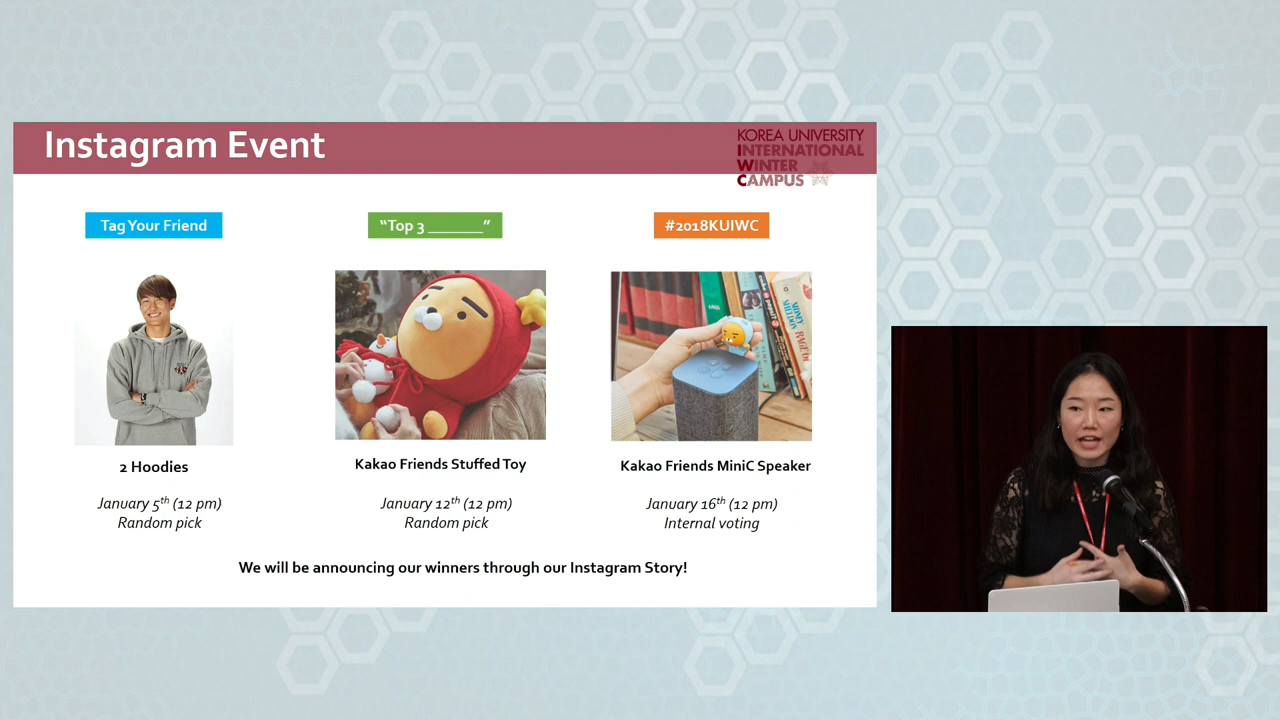 Instagram Event
KOREA UNIVERSITY
INTERNATIONAL
WINTER
CAMPUS
Tag Your Friend
“Top 3 ______”
#2018KUIWC
2 Hoodies
Kakao Friends Stuffed Toy
Kakao Friends MiniC Speaker
January 5th (12 pm)
Random pick
January 12th (12 pm)
Random pick
January 16th (12 pm)
Internal voting
We will be announcing our winners through our Instagram Story!